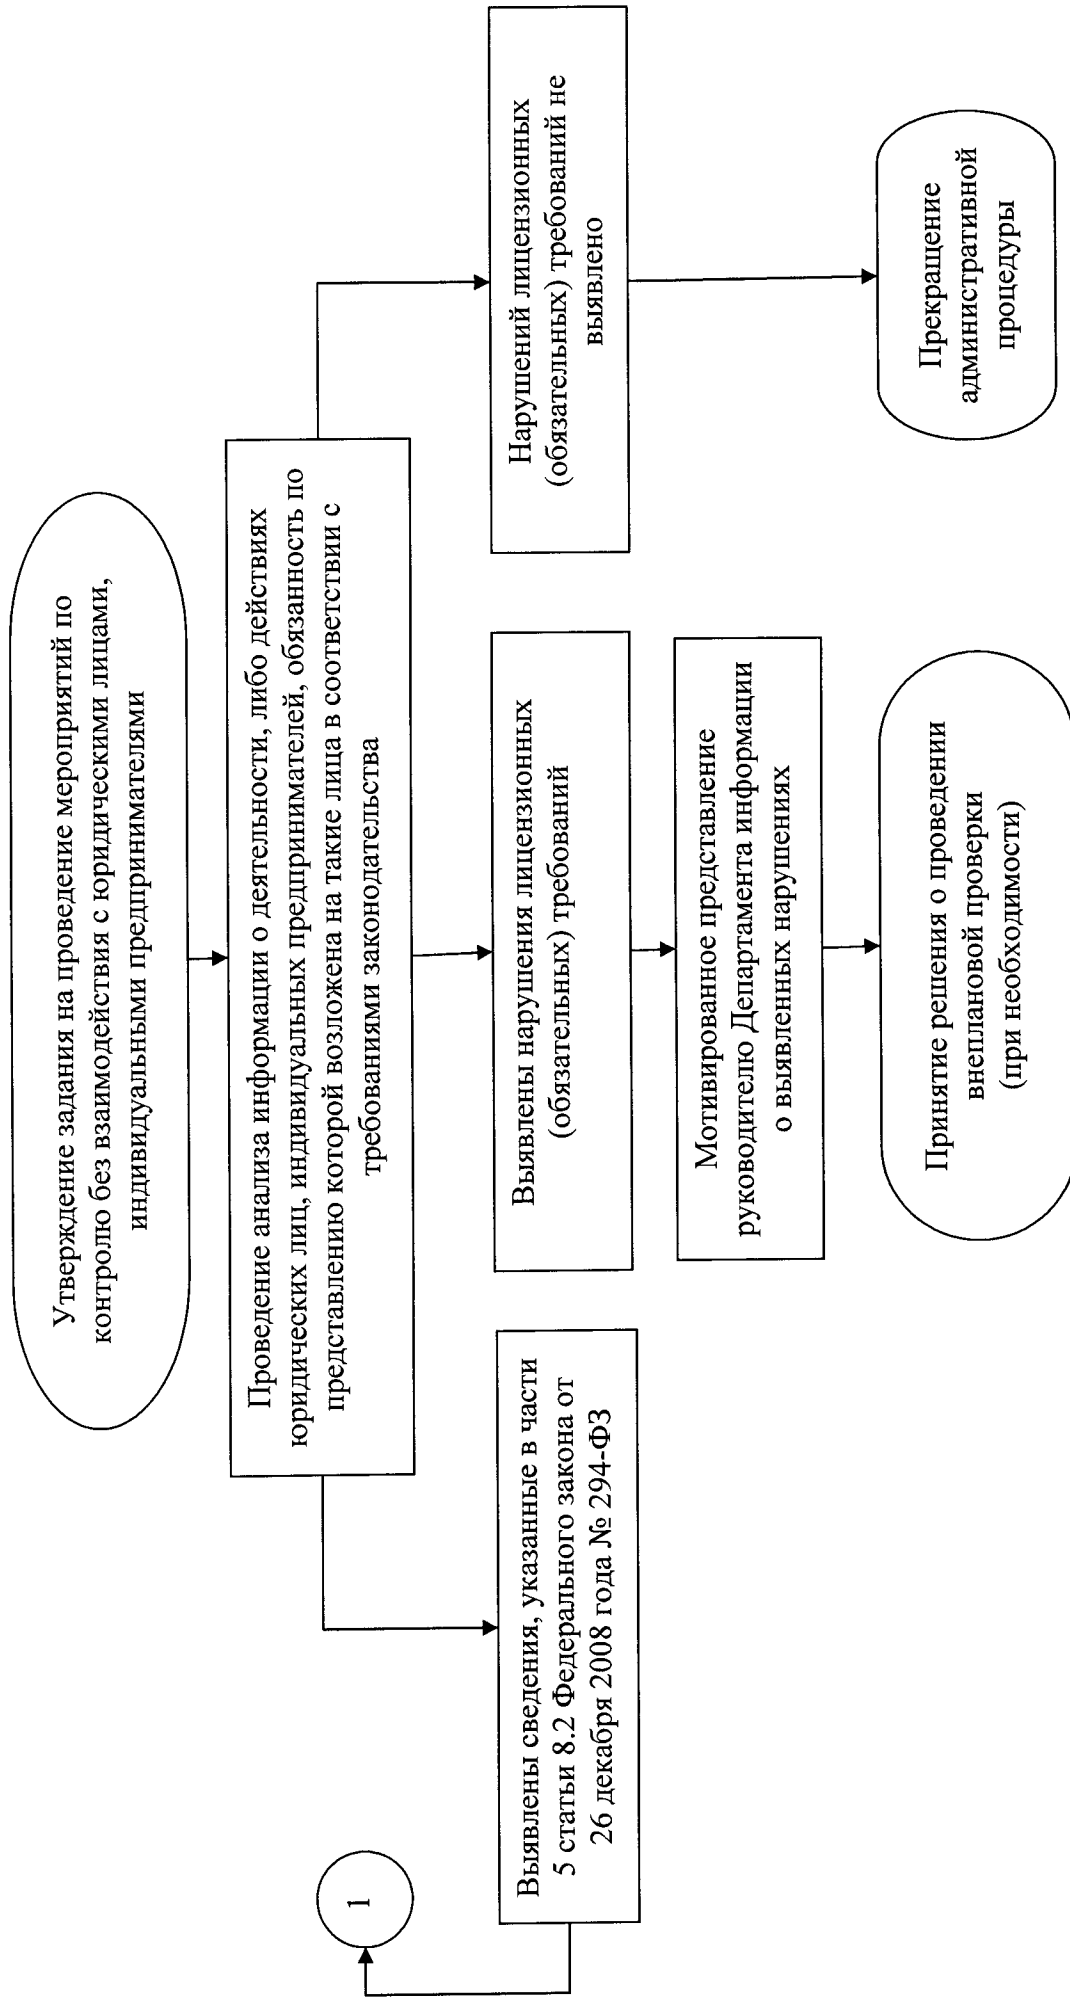 Утверждение задания на проведение мероприятий по
контролю без взаимодействия с юридическими лицами,
индивидуальными предпринимателями
Проведение анализа информации о деятельности, либо действиях
юридических лиц, индивидуальных предпринимателей, обязанность по
представлению которой возложена на такие лица в соответствии с
требованиями законодательства
1
Выявлены сведения, указанные в части
5 статьи 8.2 Федерального закона от
26 декабря 2008 года № 294-ФЗ
Выявлены нарушения лицензионных
(обязательных) требований
Мотивированное представление
руководителю Департамента информации
о выявленных нарушениях
Принятие решения о проведении
внеплановой проверки
(при необходимости)
Нарушений лицензионных
(обязательных) требований не
выявлено
Прекращение
административной
процедуры